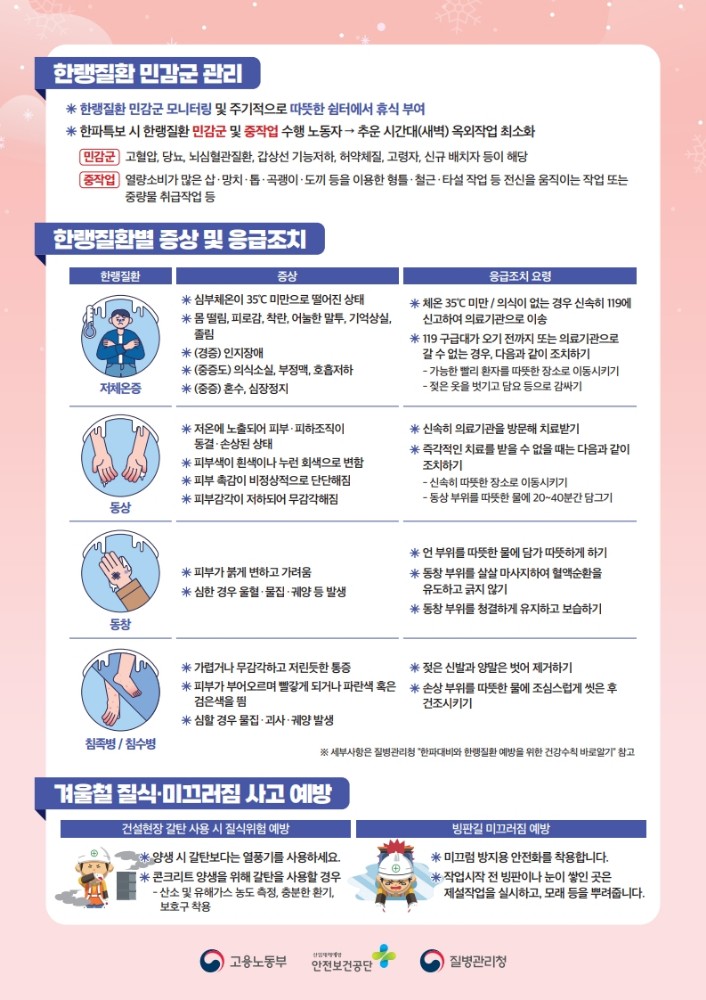 한랭질환 민감군 관리
한랭질환 민감군 모니터링 및 주기적으로 따뜻한 쉼터에서 휴식 부여
한파특보 시 한랭질환 민감군 및 중작업 수행 노동자 → 추운 시간대(새벽) 옥외작업 최소화
민감군 고혈압, 당뇨, 뇌심혈관질환, 갑상선 기능저하, 허약체질, 고령자, 신규 배치자 등이 해당
중작업 열량소비가 많은 삽·망치·톱·곡괭이·도끼 등을 이용한 형틀·철근·타설 작업 등 전신을 움직이는 작업 또는
중량물 취급작업 등
한랭질환별 증상 및 응급조치
한랭질환 증상 응급조치 요령
저체온증
심부체온이 35℃ 미만으로 떨어진 상태
몸 떨림, 피로감, 착란, 어눌한 말투, 기억상실,
졸림
(경증) 인지장애
(중증도) 의식소실, 부정맥, 호흡저하
(중증) 혼수, 심장정지
체온 35℃ 미만 / 의식이 없는 경우 신속히 119에
신고하여 의료기관으로 이송
119 구급대가 오기 전까지 또는 의료기관으로
갈 수 없는 경우, 다음과 같이 조치하기
- 가능한 빨리 환자를 따뜻한 장소로 이동시키기
- 젖은 옷을 벗기고 담요 등으로 감싸기
동상
저온에 노출되어 피부·피하조직이
동결·손상된 상태
피부색이 흰색이나 누런 회색으로 변함
피부 촉감이 비정상적으로 단단해짐
피부감각이 저하되어 무감각해짐
신속히 의료기관을 방문해 치료받기
즉각적인 치료를 받을 수 없을 때는 다음과 같이
조치하기
- 신속히 따뜻한 장소로 이동시키기
- 동상 부위를 따뜻한 물에 20~40분간 담그기
동창
피부가 붉게 변하고 가려움
심한 경우 울혈·물집·궤양 등 발생
언 부위를 따뜻한 물에 담가 따뜻하게 하기
동창 부위를 살살 마사지하여 혈액순환을
유도하고 긁지 않기
동창 부위를 청결하게 유지하고 보습하기
침족병 / 침수병
가렵거나 무감각하고 저린듯한 통증
피부가 부어오르며 빨갛게 되거나 파란색 혹은
검은색을 띔
심할 경우 물집·괴사·궤양 발생
젖은 신발과 양말은 벗어 제거하기
손상 부위를 따뜻한 물에 조심스럽게 씻은 후
건조시키기
※ 세부사항은 질병관리청 "한파대비와 한랭질환 예방을 위한 건강수칙 바로알기" 참고
겨울철 질식·미끄러짐 사고 예방
건설현장 갈탄 사용 시 질식위험 예방
양생 시 갈탄보다는 열풍기를 사용하세요.
콘크리트 양생을 위해 갈탄을 사용할 경우
- 산소 및 유해가스 농도 측정, 충분한 환기,
보호구 착용
빙판길 미끄러짐 예방
미끄럼 방지용 안전화를 착용합니다.
작업시작 전 빙판이나 눈이 쌓인 곳은
제설작업을 실시하고, 모래 등을 뿌려줍니다.
고용노동부
산업재해예방
안전보건공단
질병관리청